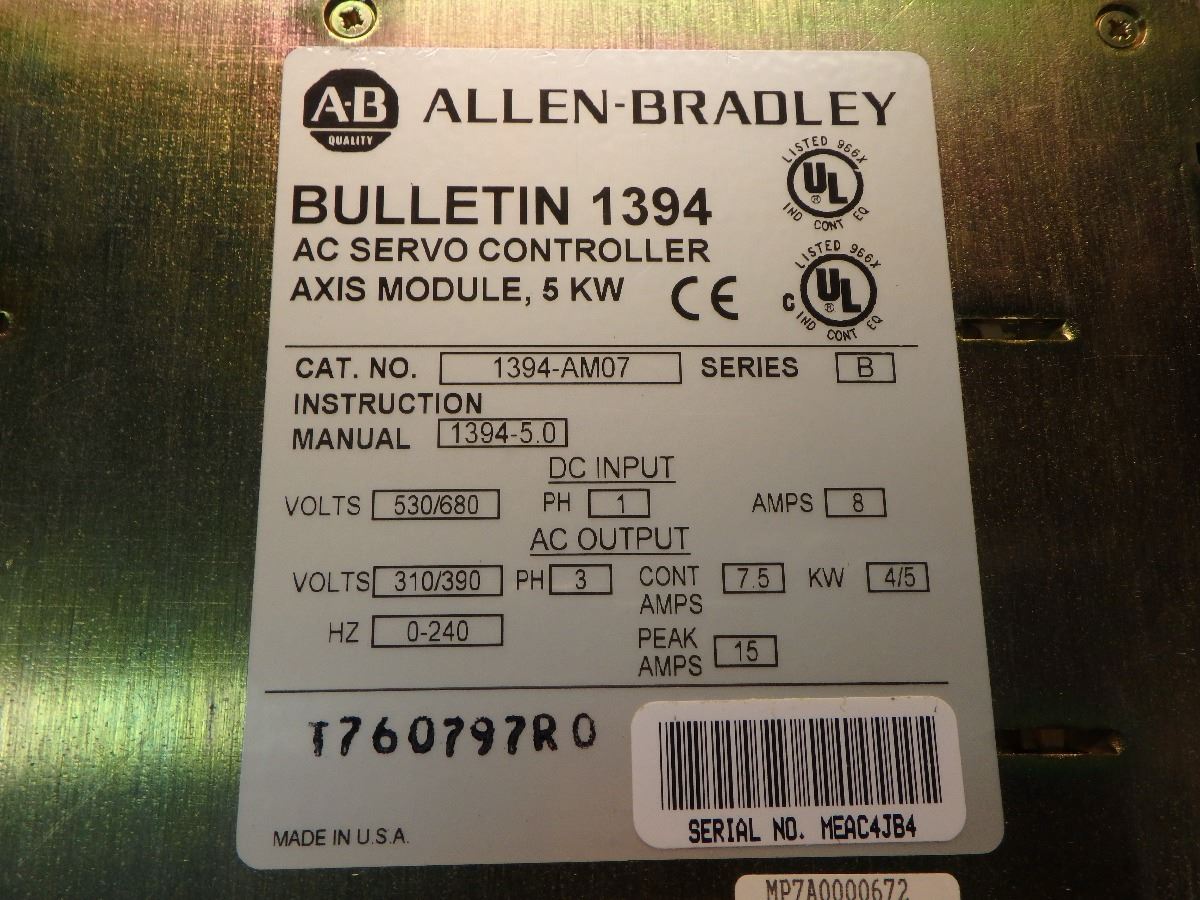 A-B QUALITY ALLEN-BRADLEY
LISTED 966X
UL ®
IND CONT EQ
BULLETIN 1394
AC SERVO CONTROLLER
AXIS MODULE, 5 KW CE
LISTED 966X
C UL ®
IND CONT EQ
CAT. NO. 1394-AM07 SERIES B
INSTRUCTION
MANUAL 1394-5.0
DC INPUT
VOLTS 530/680 PH 1 AMPS 8
AC OUTPUT
VOLTS 310/390 PH 3 CONT AMPS 7.5 KW 4/5
HZ 0-240 PEAK AMPS 15
T760797R0
SERIAL NO. MEAC4JB4
MADE IN U.S.A.
MP7A0000672